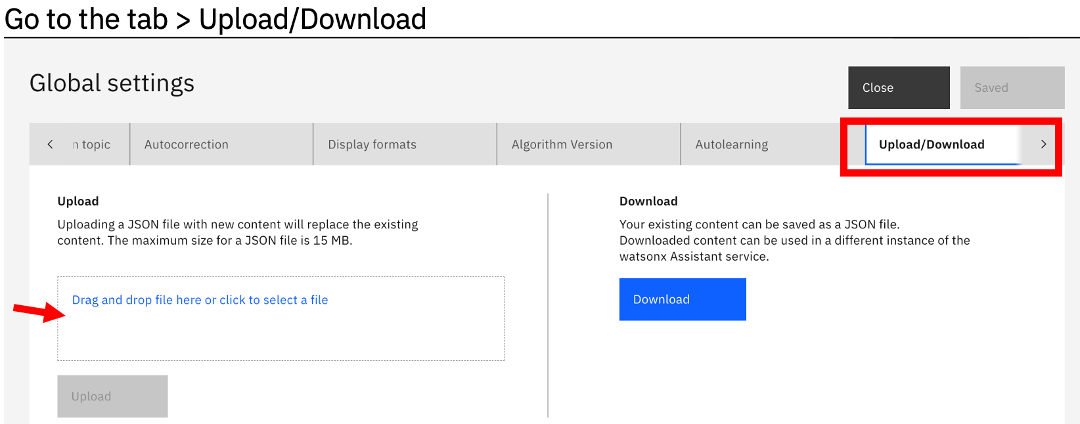 Go to the tab > Upload/Download
Global settings
Close
Saved
n topic
Autocorrection
Display formats
Algorithm Version
Autolearning
Upload/Download
Upload
Uploading a JSON file with new content will replace the existing
content. The maximum size for a JSON file is 15 MB.
Drag and drop file here or click to select a file
Upload
Download
Your existing content can be saved as a JSON file.
Downloaded content can be used in a different instance of the
watsonx Assistant service.
Download